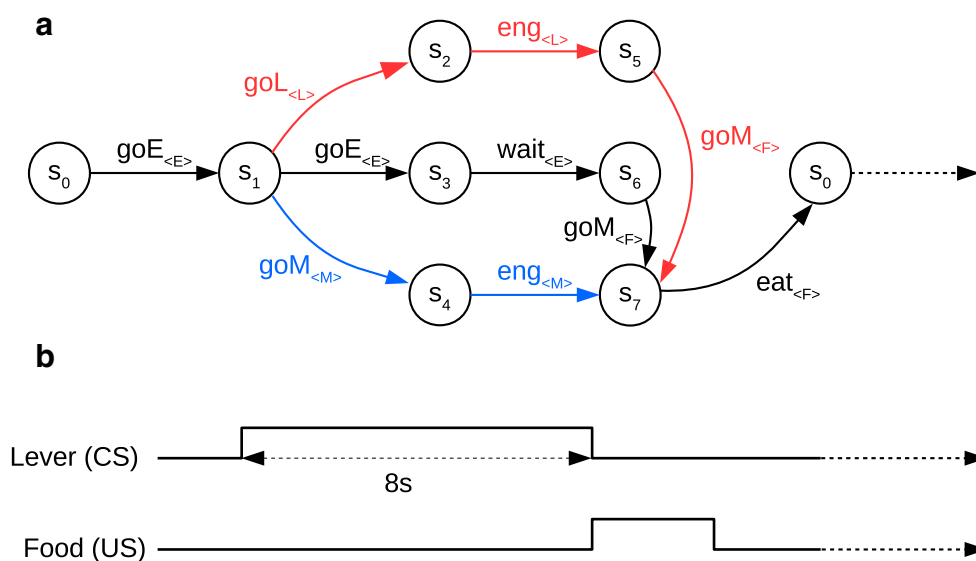 a
s2
eng<L>
s5
goL<L>
goM<F>
s0
goE<E>
s1
goE<E>
s3
wait<E>
s6
s0
goM<F>
goM<M>
s4
eng<M>
s7
eat<F>
b
Lever (CS)
8s
Food (US)